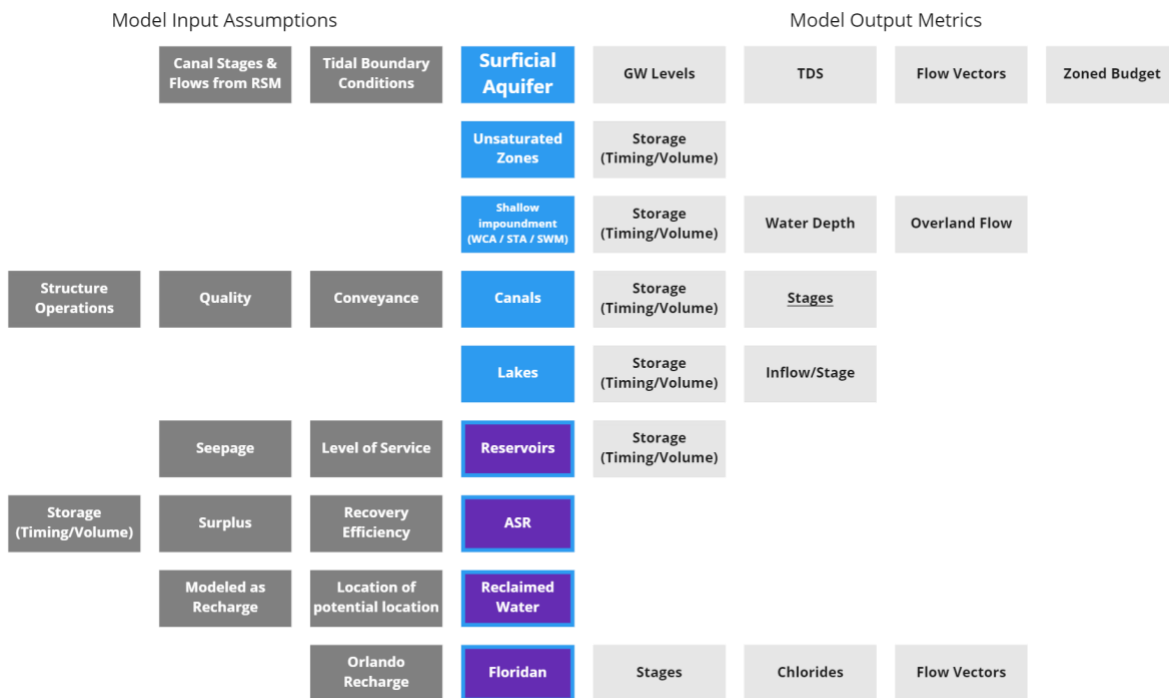 Model Input Assumptions
Model Output Metrics
Canal Stages &
Flows from RSM
Tidal Boundary
Conditions
Surficial
Aquifer
GW Levels
TDS
Flow Vectors
Zoned Budget
Unsaturated
Zones
Storage
(Timing/Volume)
Shallow
impoundment
(WCA / STA / SWM)
Storage
(Timing/Volume)
Water Depth
Overland Flow
Structure
Operations
Quality
Conveyance
Canals
Storage
(Timing/Volume)
Stages
Lakes
Storage
(Timing/Volume)
Inflow/Stage
Seepage
Level of Service
Reservoirs
Storage
(Timing/Volume)
Storage
(Timing/Volume)
Surplus
Recovery
Efficiency
ASR
Modeled as
Recharge
Location of
potential location
Reclaimed
Water
Orlando
Recharge
Floridan
Stages
Chlorides
Flow Vectors